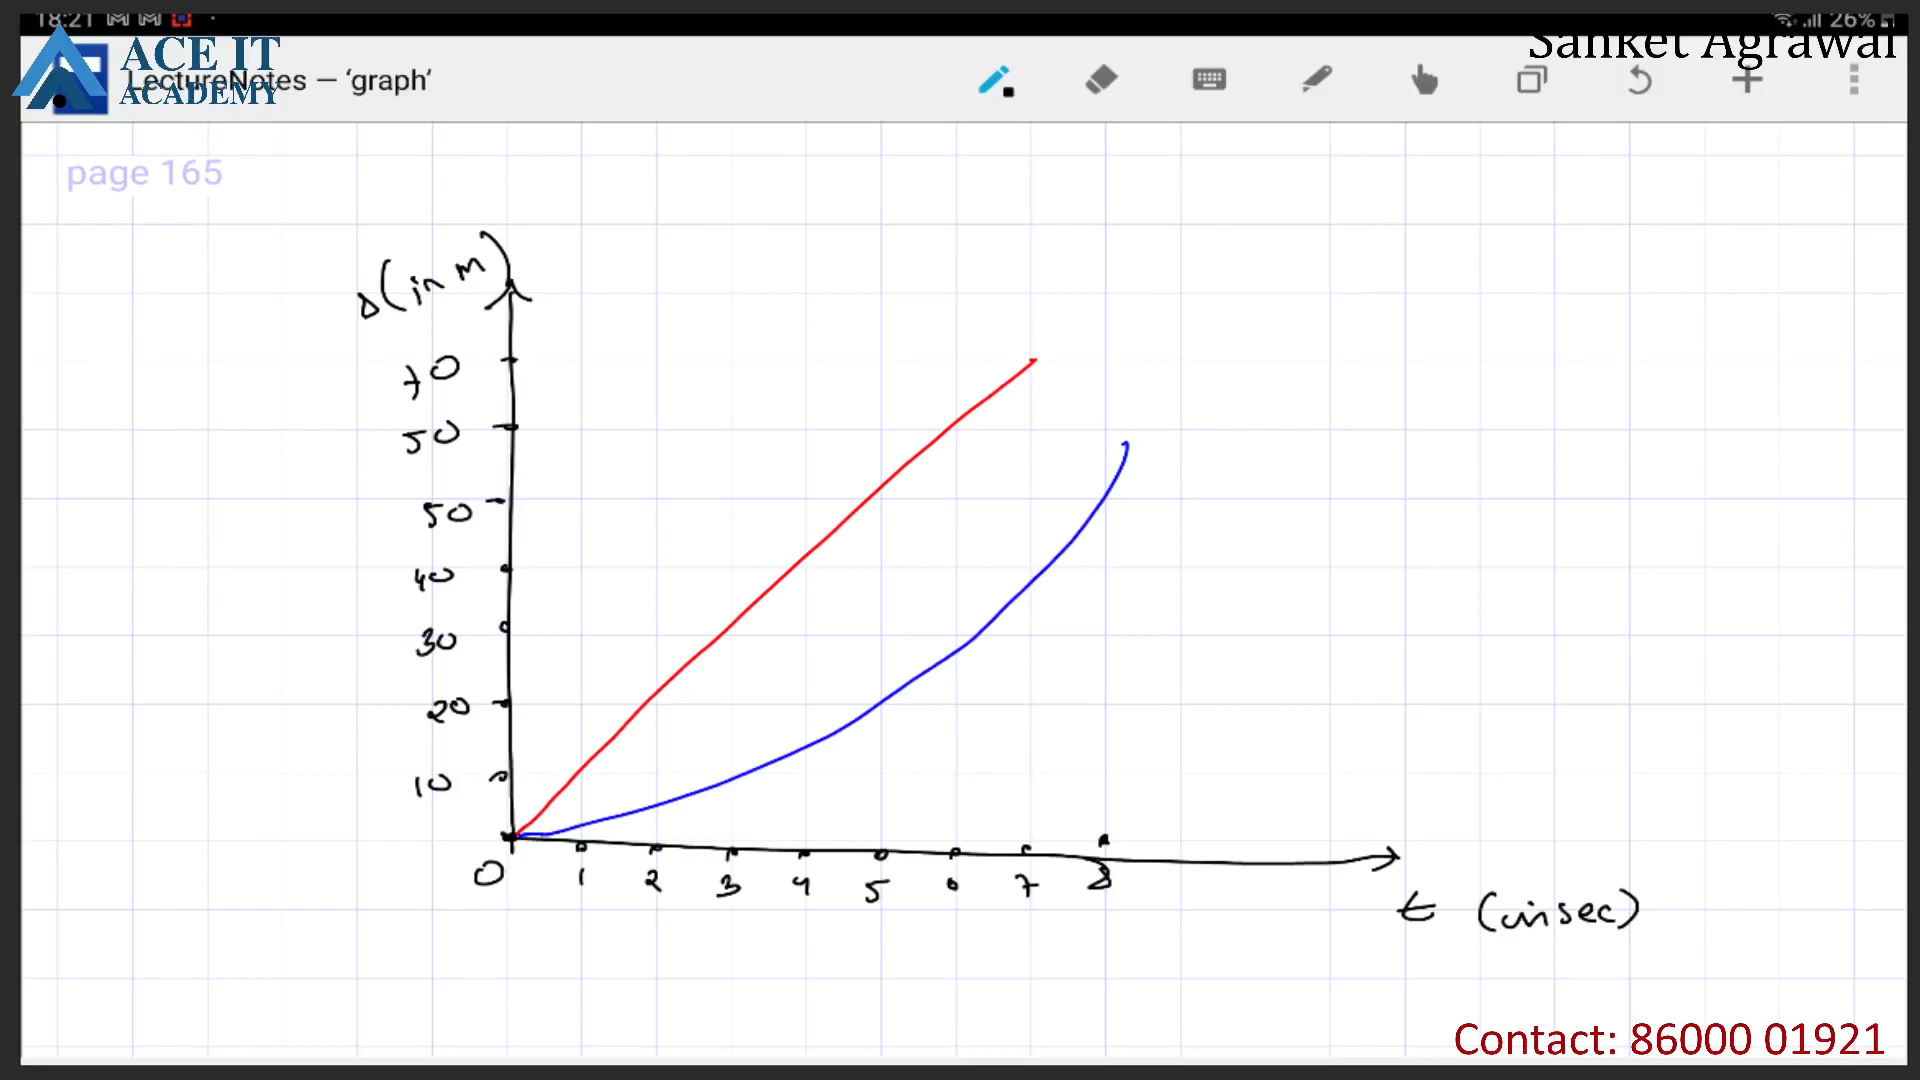 18:21
26%
ACE IT
ACADEMY
Sanket Agrawal
LectureNotes — ‘graph’
page 165
s (in m)
70
50
50
40
30
20
10
0 1 2 3 4 5 6 7 8
t (in sec)
Contact: 86000 01921